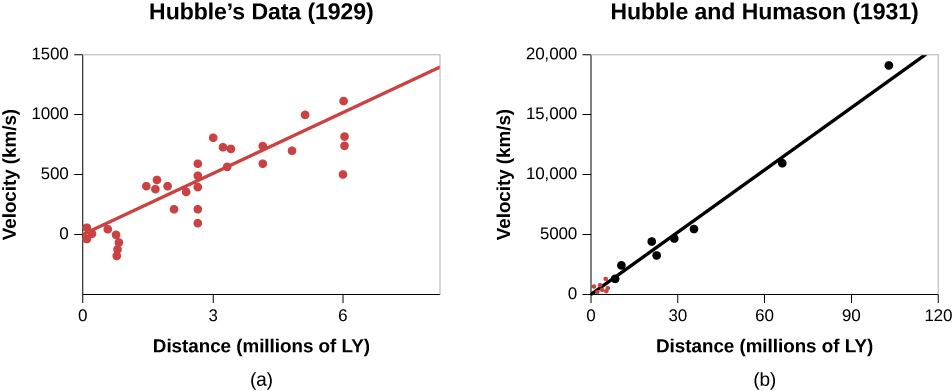 Hubble’s Data (1929)
1500
1000
500
0
Velocity (km/s)
0 3 6
Distance (millions of LY)
(a)
Hubble and Humason (1931)
20,000
15,000
10,000
5000
0
Velocity (km/s)
0 30 60 90 120
Distance (millions of LY)
(b)